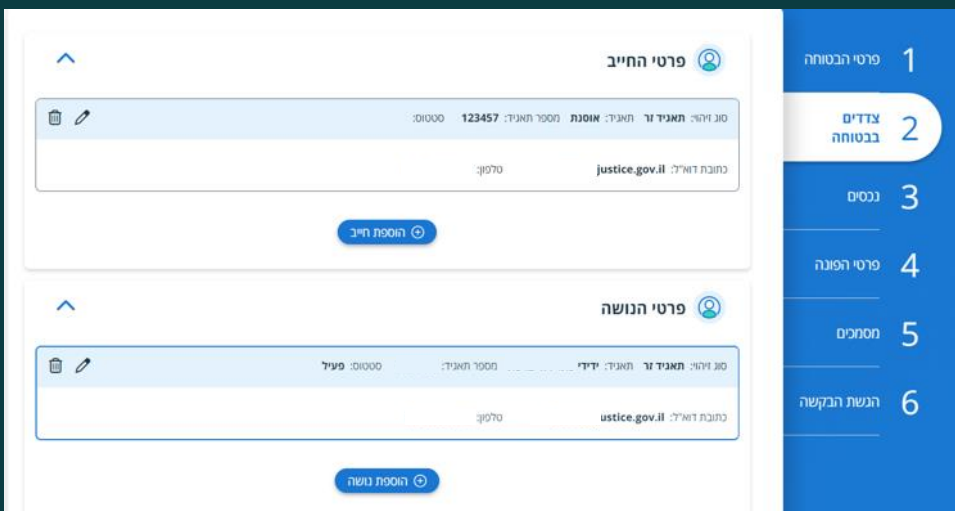 1 פרטי הבטוחה
2 צדדים
בבטוחה
3 נכסים
4 פרטי הפונה
5 מסמכים
6 הגשת הבקשה
פרטי החייב
סוג זיהוי: תאגיד זר תאגיד: אוסנת מספר תאגיד: 123457 סטטוס:
כתובת דוא״ל: justice.gov.il טלפון:
הוספת חייב
פרטי הנושה
סוג זיהוי: תאגיד זר תאגיד: ידידי מספר תאגיד: סטטוס: פעיל
כתובת דוא״ל: ustice.gov.il טלפון:
הוספת נושה